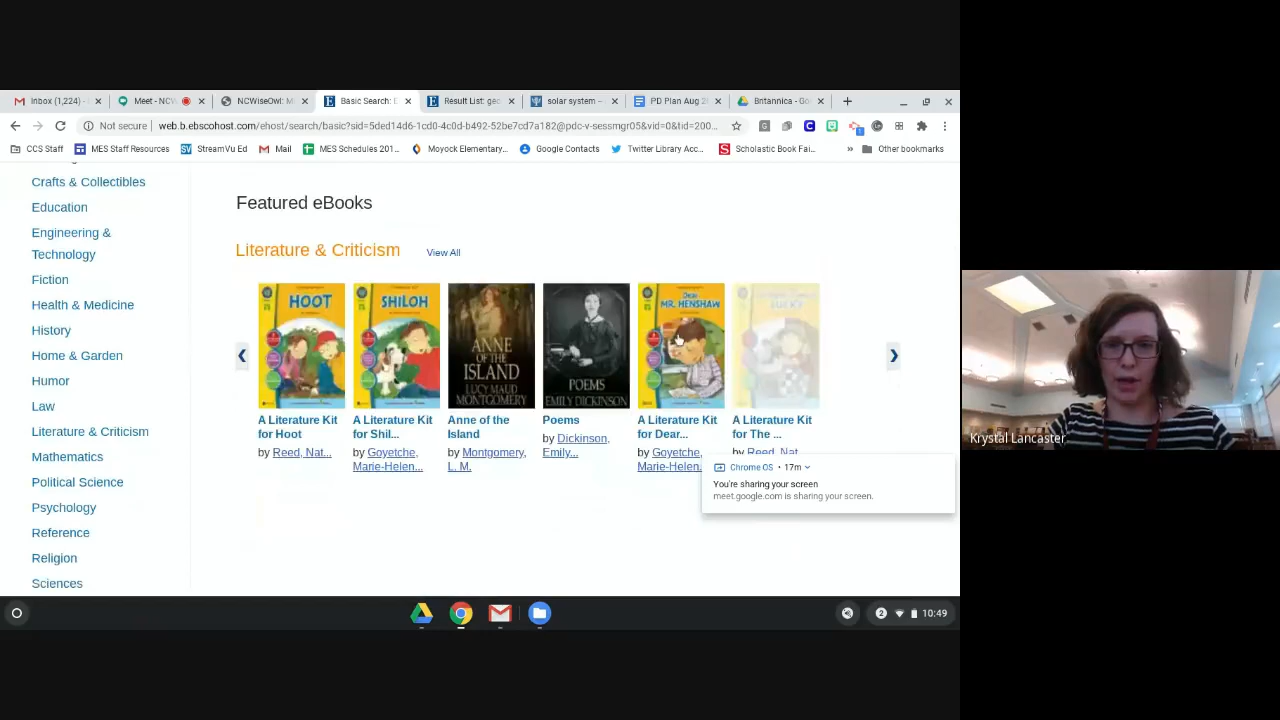 Inbox (1,224) -
Meet - NCW
NCWiseOwl: M
Basic Search: E
Result List: geo
solar system –
PD Plan Aug 2
Britannica - Go
Not secure
web.b.ebscohost.com/ehost/search/basic?sid=5ded14d6-1cd0-4c0d-b492-52be7cd7a182@pdc-v-sessmgr05&vid=0&tid=200...
CCS Staff
MES Staff Resources
StreamVu Ed
Mail
MES Schedules 201...
Moyock Elementary...
Google Contacts
Twitter Library Acc...
Scholastic Book Fai...
»
Other bookmarks
Crafts & Collectibles
Education
Engineering &
Technology
Fiction
Health & Medicine
History
Home & Garden
Humor
Law
Literature & Criticism
Mathematics
Political Science
Psychology
Reference
Religion
Sciences
Featured eBooks
Literature & Criticism
View All
HOOT
SHILOH
ANNE
OF THE
ISLAND
LUCY MAUD
MONTGOMERY
POEMS
EMILY DICKINSON
Dear
MR. HENSHAW
LUCKY
A Literature Kit
for Hoot
by Reed, Nat...
A Literature Kit
for Shil...
by Goyetche,
Marie-Helen...
Anne of the
Island
by Montgomery,
L. M.
Poems
by Dickinson,
Emily...
A Literature Kit
for Dear...
by Goyetche,
Marie-Helen
A Literature Kit
for The ...
by Reed, Nat
Chrome OS • 17m
You're sharing your screen
meet.google.com is sharing your screen.
2
10:49
Krystal Lancaster